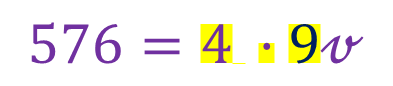 576 = 4 · 9𝓋